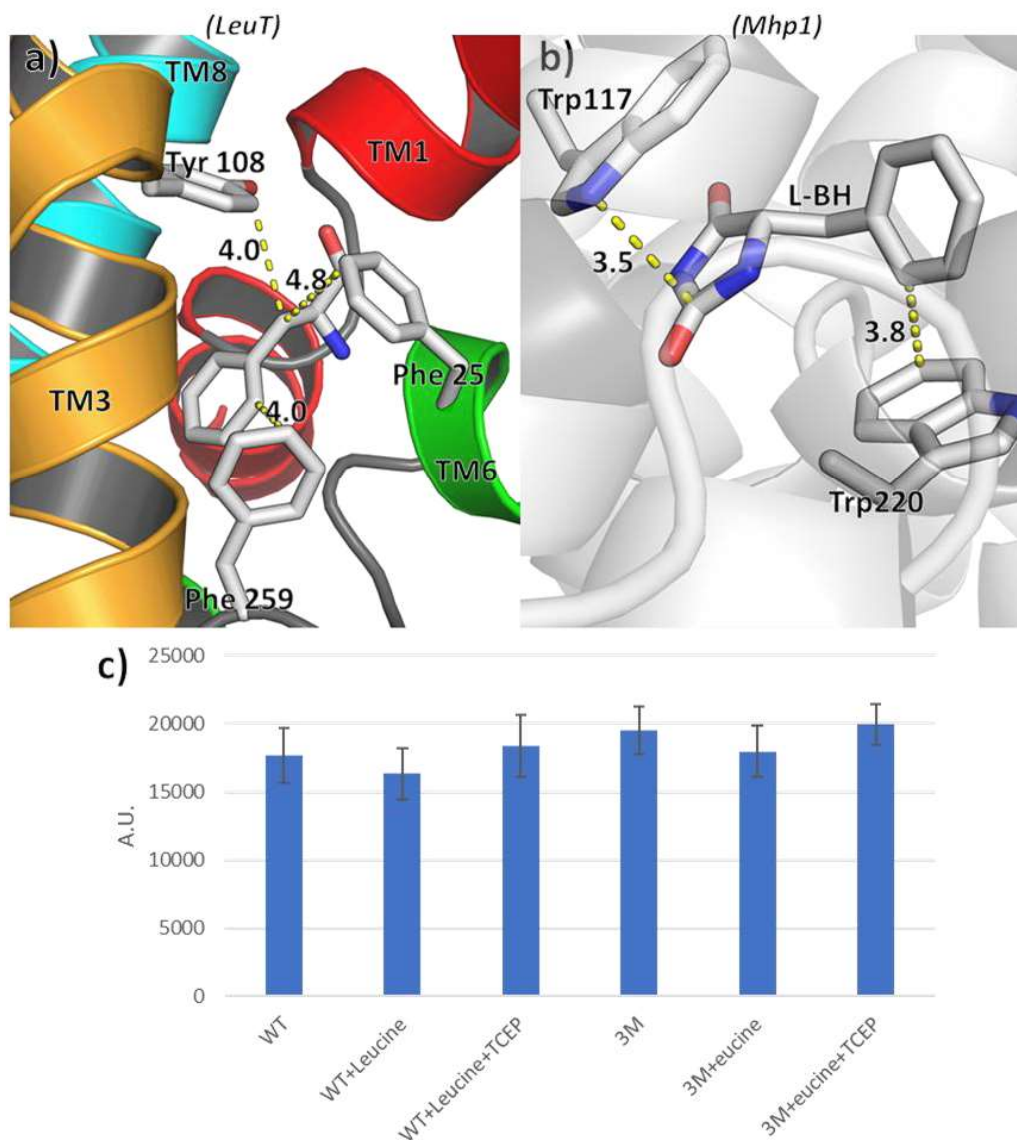 (LeuT)
(Mhp1)
a)
TM8
Tyr 108
TM1
4.0
4.8
TM3
4.0
Phe 25
TM6
Phe 259
b)
Trp117
L-BH
3.5
3.8
Trp220
c)
25000
20000
15000
10000
5000
0
A.U.
WT
WT+Leucine
WT+Leucine+TCEP
3M
3M+eucine
3M+eucine+TCEP